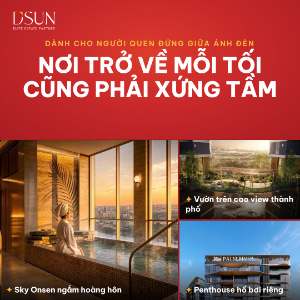 DSUN
DÀNH CHO NGƯỜI QUEN ĐỨNG GIỮA ÁNH ĐÈN
NƠI TRỞ VỀ MỖI TỐI
CŨNG PHẢI XỨNG TẦM
Vườn trên cao view thành
phố
Sky Onsen ngắm hoàng hôn
Penthouse hồ bơi riêng